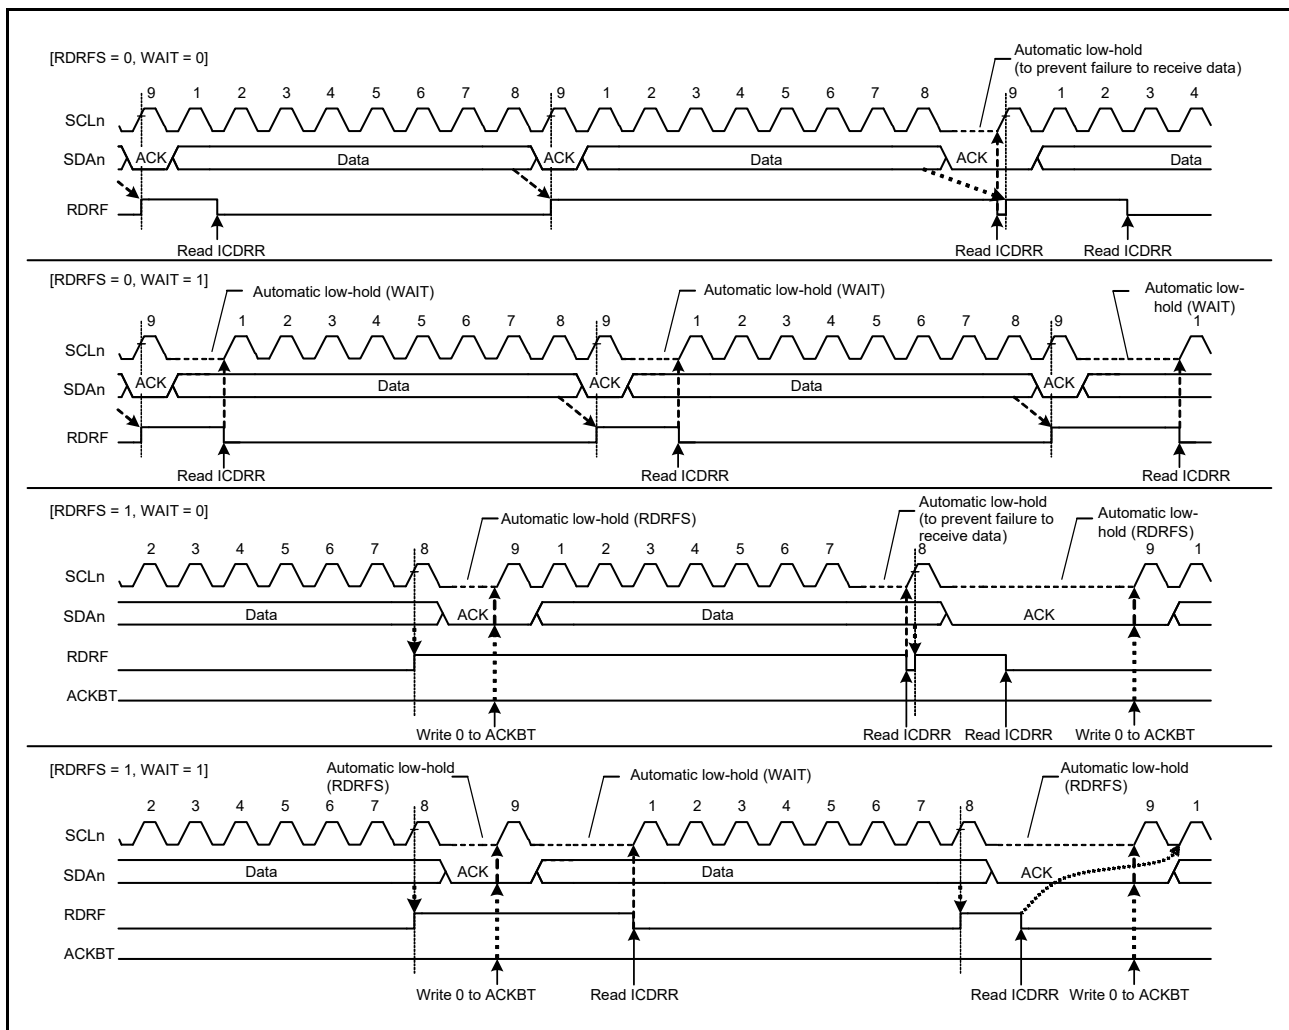 [RDRFS = 0, WAIT = 0]
Automatic low-hold
(to prevent failure to receive data)
9 1 2 3 4 5 6 7 8 9 1 2 3 4 5 6 7 8 9 1 2 3 4
SCLn
SDAn ACK Data ACK Data ACK Data
RDRF
Read ICDRR Read ICDRR Read ICDRR
[RDRFS = 0, WAIT = 1]
Automatic low-hold (WAIT) Automatic low-hold (WAIT) Automatic low-
hold (WAIT)
9 1 2 3 4 5 6 7 8 9 1 2 3 4 5 6 7 8 9 1
SCLn
SDAn ACK Data ACK Data ACK
RDRF
Read ICDRR Read ICDRR Read ICDRR
[RDRFS = 1, WAIT = 0]
Automatic low-hold (RDRFS)
Automatic low-hold
(to prevent failure to
receive data)
Automatic low-
hold (RDRFS)
2 3 4 5 6 7 8 9 1 2 3 4 5 6 7 8 9 1
SCLn
SDAn Data ACK Data ACK
RDRF
ACKBT
Write 0 to ACKBT Read ICDRR Read ICDRR Write 0 to ACKBT
[RDRFS = 1, WAIT = 1]
Automatic low-hold
(RDRFS)
Automatic low-hold (WAIT)
Automatic low-hold
(RDRFS)
2 3 4 5 6 7 8 9 1 2 3 4 5 6 7 8 9 1
SCLn
SDAn Data ACK Data ACK
RDRF
ACKBT
Write 0 to ACKBT Read ICDRR Read ICDRR Write 0 to ACKBT